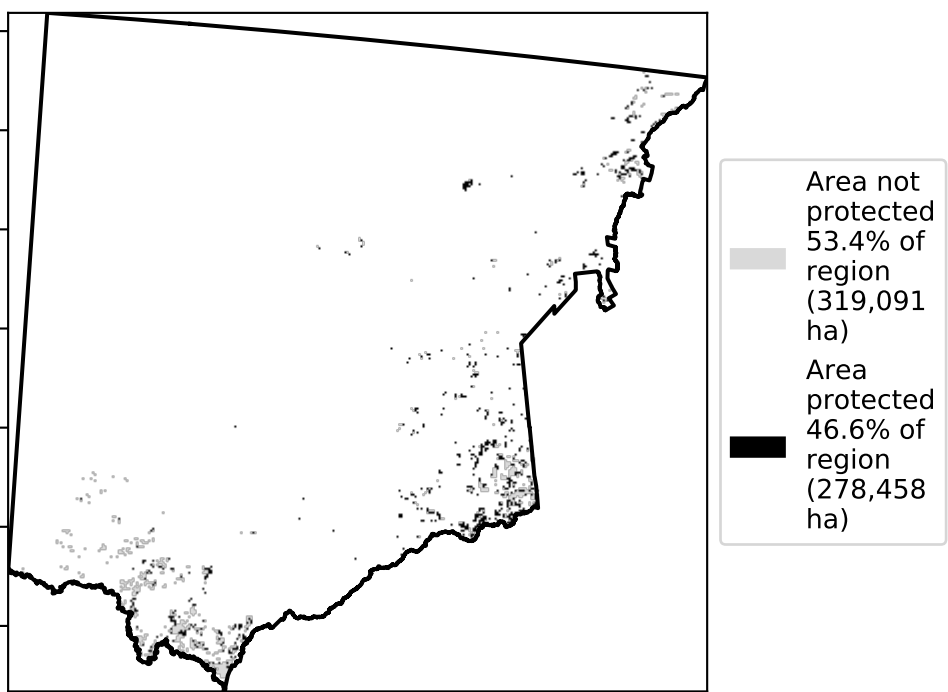 Area not
protected
53.4% of
region
(319,091
ha)
Area
protected
46.6% of
region
(278,458
ha)